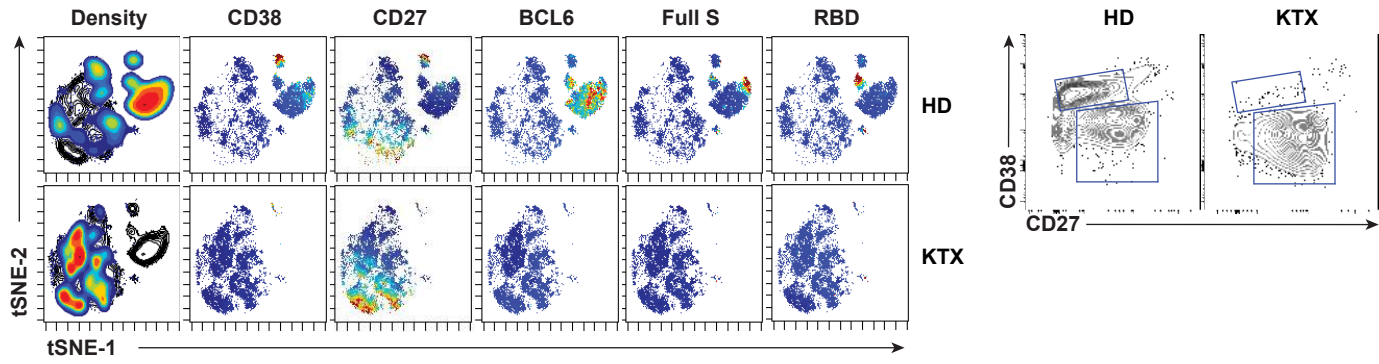 Density CD38 CD27 BCL6 Full S RBD
HD
KTX
tSNE-2
tSNE-1
HD KTX
CD38
CD27